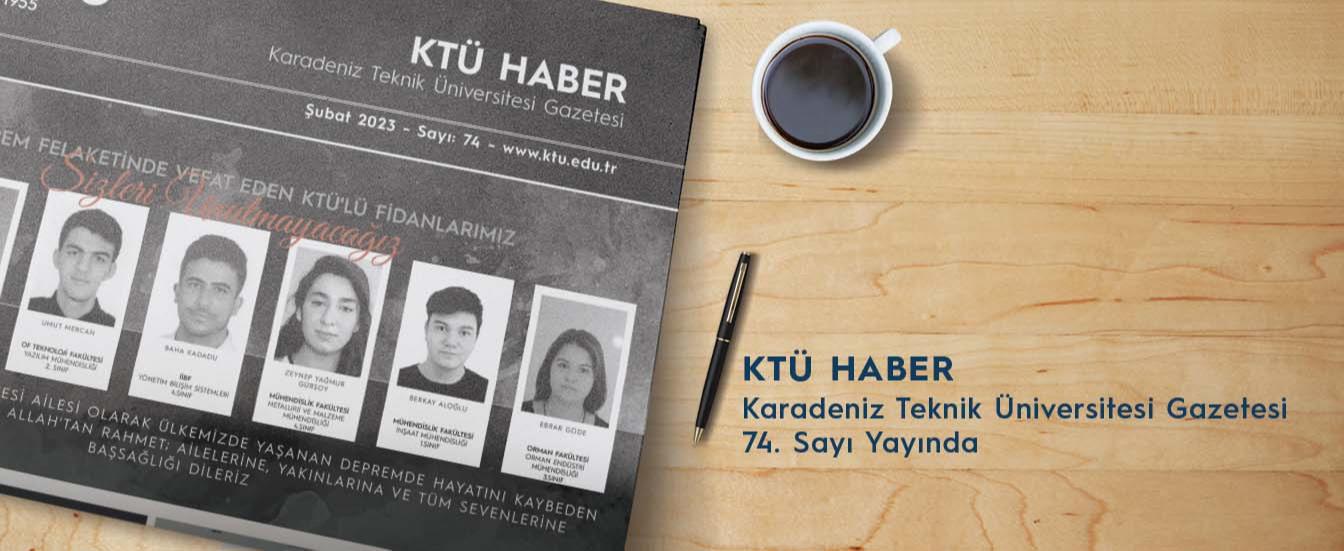 1955
KTÜ HABER
Karadeniz Teknik Üniversitesi Gazetesi
Şubat 2023 - Sayı: 74 - www.ktu.edu.tr
REM FELAKETİNDE VEFAT EDEN KTÜ'LÜ FİDANLARIMIZ
Sizleri Unutmayacağız
UMUT MERCAN
OF TEKNOLOJİ FAKÜLTESİ
YAZILIM MÜHENDİSLİĞİ
2. SINIF
BAHA KADADU
İİBF
YÖNETİM BİLİŞİM SİSTEMLERİ
4.SINIF
ZEYNEP YAĞMUR
GÜRSOY
MÜHENDİSLİK FAKÜLTESİ
METALURJİ VE MALZEME
MÜHENDİSLİĞİ
4.SINIF
BERKAY ALOĞLU
MÜHENDİSLİK FAKÜLTESİ
İNŞAAT MÜHENDİSLİĞİ
1.SINIF
EBRAR GÖDE
ORMAN FAKÜLTESİ
ORMAN ENDÜSTRİ
MÜHENDİSLİĞİ
3.SINIF
ESİ AİLESİ OLARAK ÜLKEMİZDE YAŞANAN DEPREMDE HAYATINI KAYBEDEN
ALLAH'TAN RAHMET; AİLELERİNE, YAKINLARINA VE TÜM SEVENLERİNE
BAŞSAĞLIĞI DİLERİZ
KTÜ HABER
Karadeniz Teknik Üniversitesi Gazetesi
74. Sayı Yayında